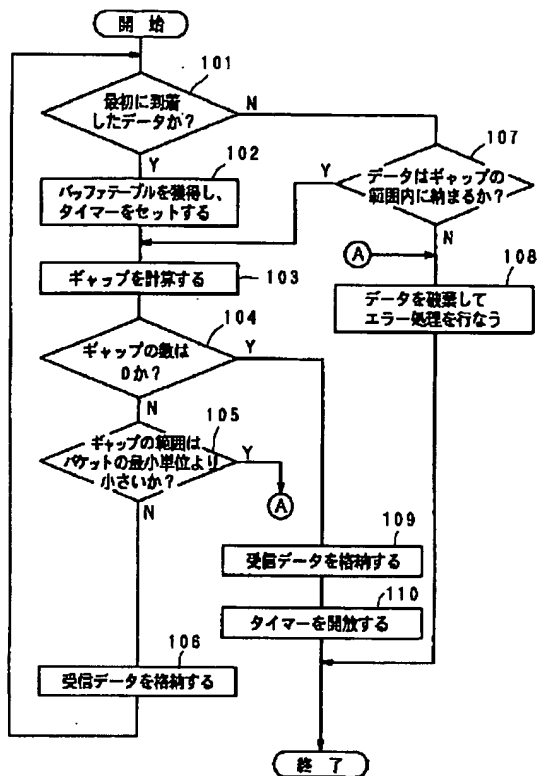 開始
101
最初に到着
したデータか?
N
Y
102
バッファテーブルを獲得し、
タイマーをセットする
107
データはギャップの
範囲内に納まるか?
Y
N
A
108
データを破棄して
エラー処理を行なう
ギャップを計算する
103
104
ギャップの数は
0か?
Y
N
105
ギャップの範囲は
パケットの最小単位より
小さいか?
Y
N
A
109
受信データを格納する
110
タイマーを開放する
106
受信データを格納する
終了